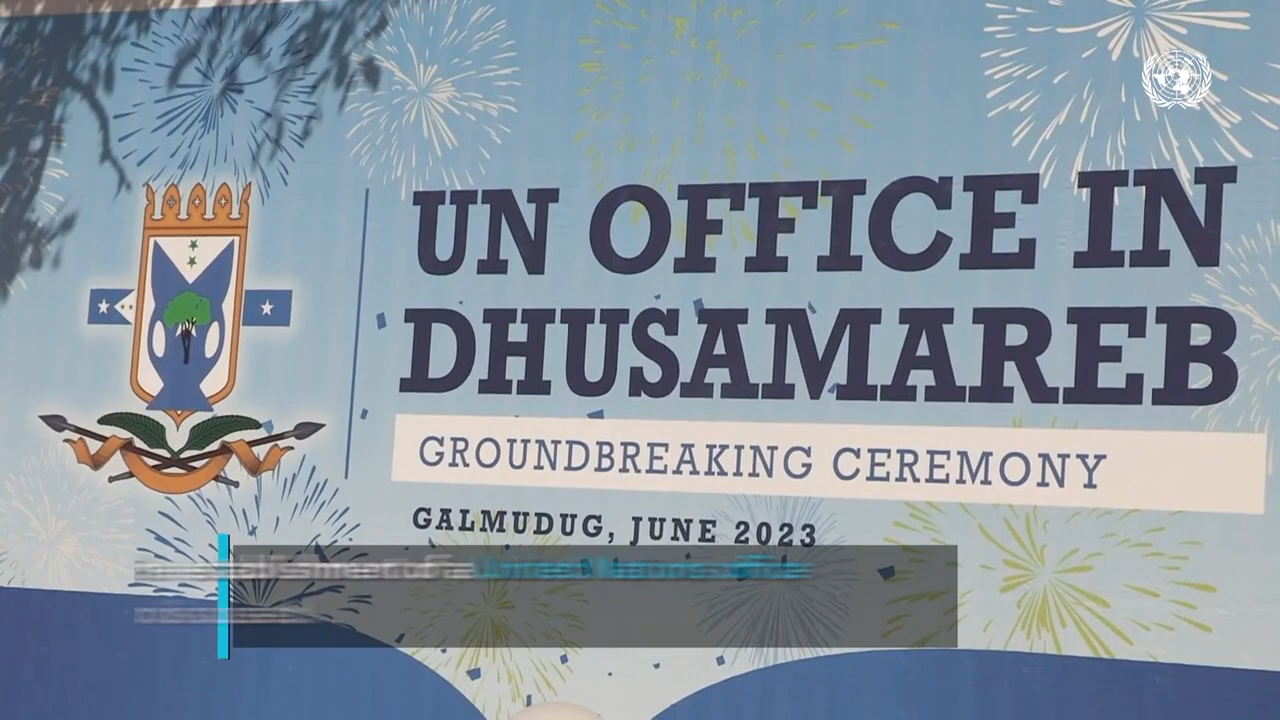 UN OFFICE IN
DHUSAMAREB
GROUNDBREAKING CEREMONY
GALMUDUG, JUNE 2023